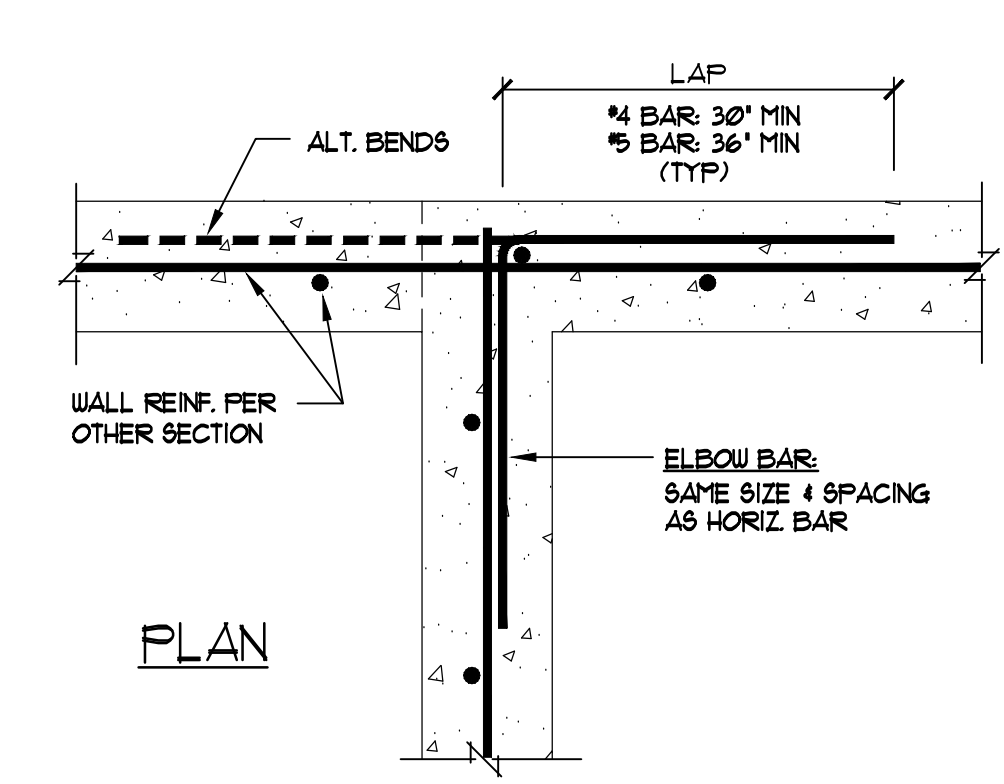 LAP
#4 BAR: 30" MIN
#5 BAR: 36" MIN
(TYP)
ALT. BENDS
WALL REINF. PER
OTHER SECTION
ELBOW BAR:
SAME SIZE & SPACING
AS HORIZ. BAR
PLAN